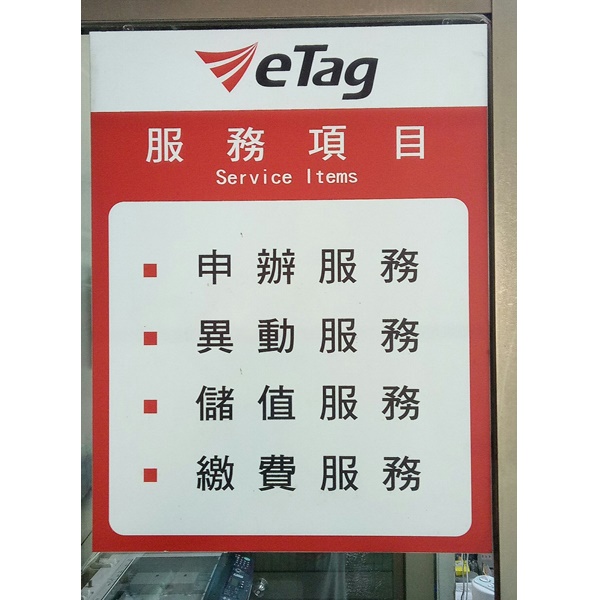 eTag
服務項目
Service Items
申辦服務
異動服務
儲值服務
繳費服務